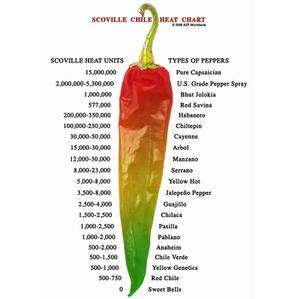 SCOVILLE CHILE HEAT CHART
SCOVILLE HEAT UNITS TYPES OF PEPPERS
15,000,000 Pure Capsaicin
2,000,000-5,300,000 U.S. Grade Pepper Spray
1,000,000 Bhut Jolokia
577,000 Red Savina
200,000-350,000 Habanero
100,000-250,000 Chiltepin
30,000-50,000 Cayenne
15,000-30,000 Arbol
12,000-30,000 Manzano
8,000-23,000 Serrano
5,000-8,000 Yellow Hot
3,500-8,000 Jalepeño Pepper
2,500-4,000 Guajillo
1,500-2,500 Chilaca
1,000-2,500 Pasilla
1,000-2,000 Pablano
500-2,000 Anaheim
500-1,500 Chile Verde
500-1,000 Yellow Genetics
500-750 Red Chile
0 Sweet Bells